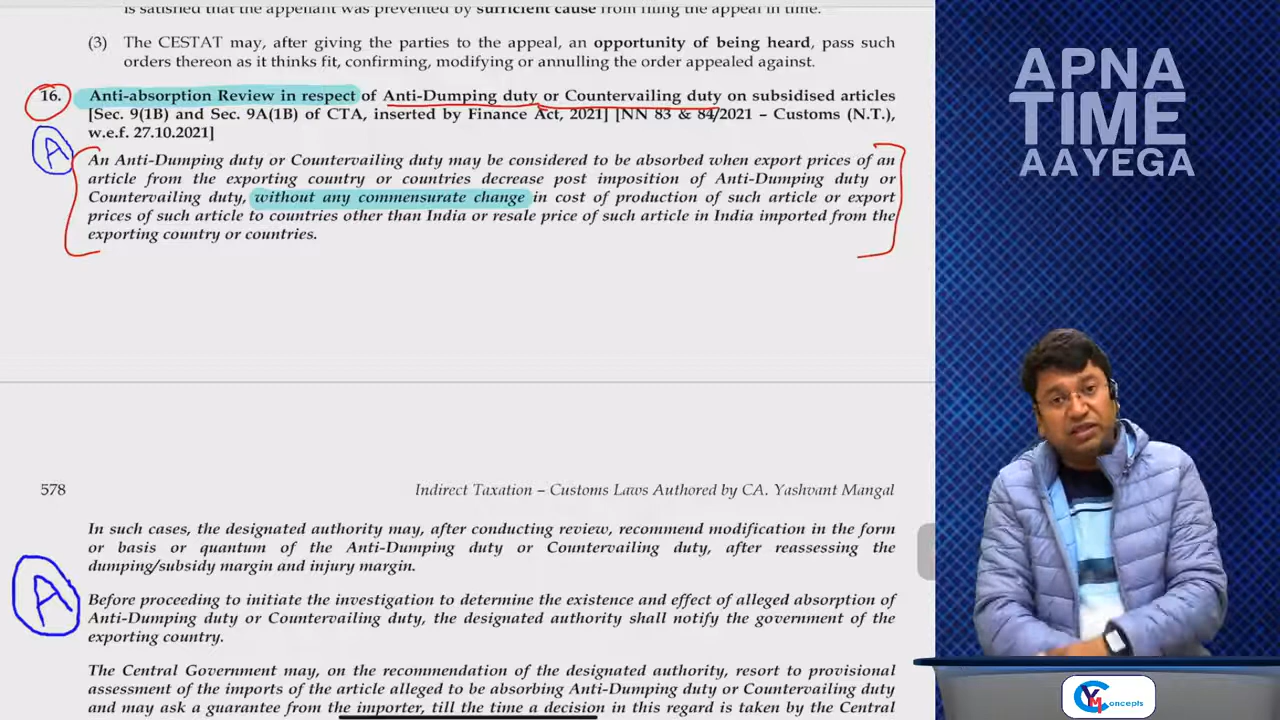 is satisfied that the appellant was prevented by sufficient cause from filing the appeal in time.
(3) The CESTAT may, after giving the parties to the appeal, an opportunity of being heard, pass such
orders thereon as it thinks fit, confirming, modifying or annulling the order appealed against.
16. Anti-absorption Review in respect of Anti-Dumping duty or Countervailing duty on subsidised articles
[Sec. 9(1B) and Sec. 9A(1B) of CTA, inserted by Finance Act, 2021] [NN 83 & 84/2021 – Customs (N.T.),
w.e.f. 27.10.2021]
A
An Anti-Dumping duty or Countervailing duty may be considered to be absorbed when export prices of an
article from the exporting country or countries decrease post imposition of Anti-Dumping duty or
Countervailing duty, without any commensurate change in cost of production of such article or export
prices of such article to countries other than India or resale price of such article in India imported from the
exporting country or countries.
578 Indirect Taxation – Customs Laws Authored by CA. Yashvant Mangal
In such cases, the designated authority may, after conducting review, recommend modification in the form
or basis or quantum of the Anti-Dumping duty or Countervailing duty, after reassessing the
dumping/subsidy margin and injury margin.
A
Before proceeding to initiate the investigation to determine the existence and effect of alleged absorption of
Anti-Dumping duty or Countervailing duty, the designated authority shall notify the government of the
exporting country.
The Central Government may, on the recommendation of the designated authority, resort to provisional
assessment of the imports of the article alleged to be absorbing Anti-Dumping duty or Countervailing duty
and may ask a guarantee from the importer, till the time a decision in this regard is taken by the Central
APNA
TIME
AAYEGA
YM
Concepts